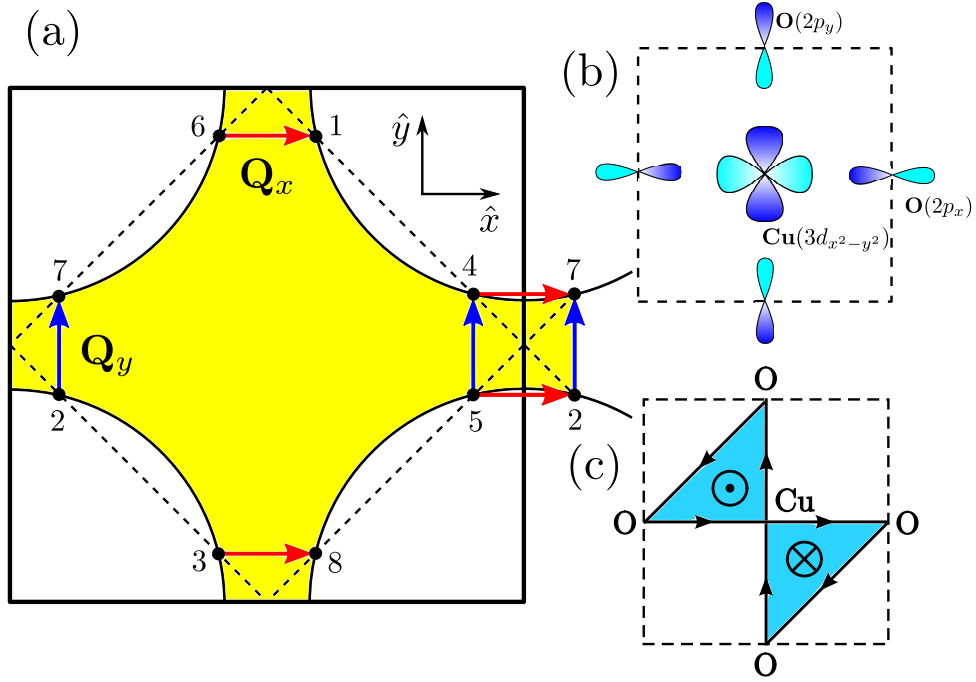 (a)
6
1
ŷ
Q_x
x̂
7
4
7
Q_y
2
5
2
3
8
(b)
O(2p_y)
O(2p_x)
Cu(3d_{x²−y²})
(c)
O
Cu
O
O
O